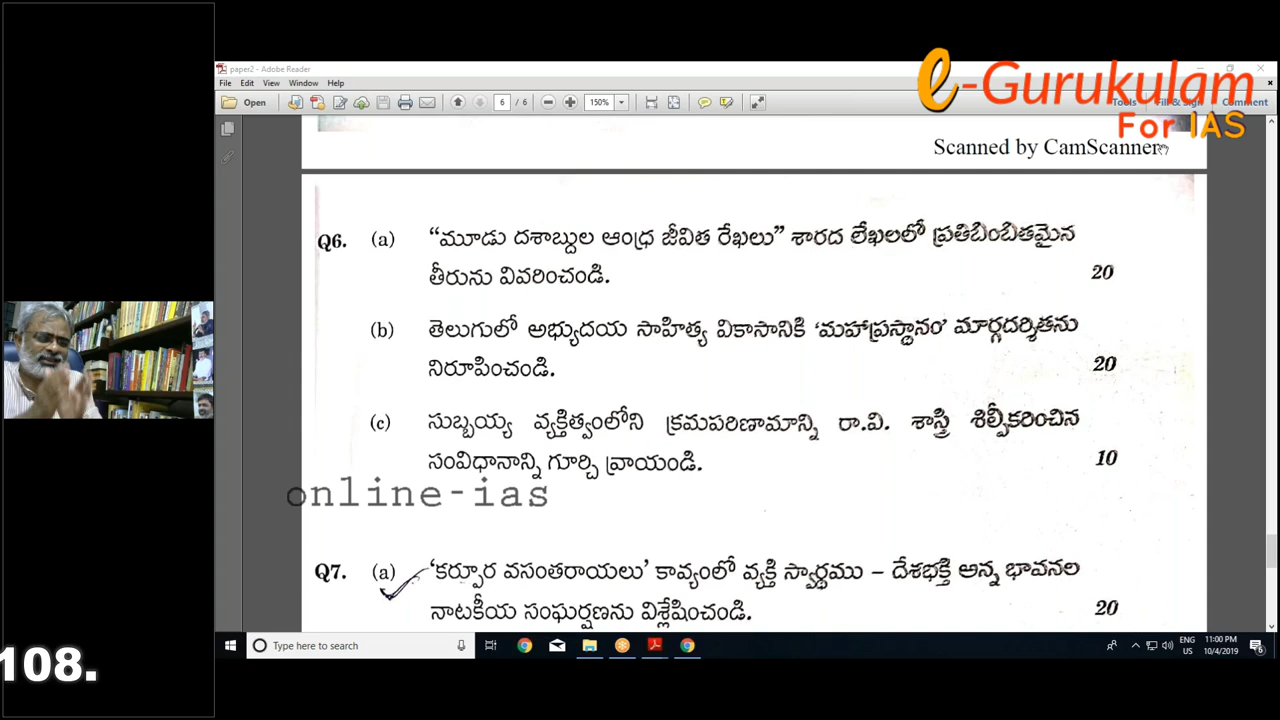 e-Gurukulam
For IAS
paper2 - Adobe Reader
File Edit View Window Help
Open 6 / 6 150% Tools Fill & Sign Comment
Scanned by CamScanner
Q6. (a) “మూడు దశాబ్దుల ఆంధ్ర జీవిత రేఖలు” శారద లేఖలలో ప్రతిబింబితమైన
తీరును వివరించండి. 20
(b) తెలుగులో అభ్యుదయ సాహిత్య వికాసానికి ‘మహాప్రస్థానం’ మార్గదర్శితను
నిరూపించండి. 20
(c) సుబ్బయ్య వ్యక్తిత్వంలోని క్రమపరిణామాన్ని రా.వి. శాస్త్రి శిల్పీకరించిన
సంవిధానాన్ని గూర్చి వ్రాయండి. 10
online-ias
Q7. (a) ‘కర్పూర వసంతరాయలు’ కావ్యంలో వ్యక్తి స్వార్థము – దేశభక్తి అన్న భావనల
నాటకీయ సంఘర్షణను విశ్లేషించండి. 20
Type here to search
ENG 11:00 PM
US 10/4/2019
108.